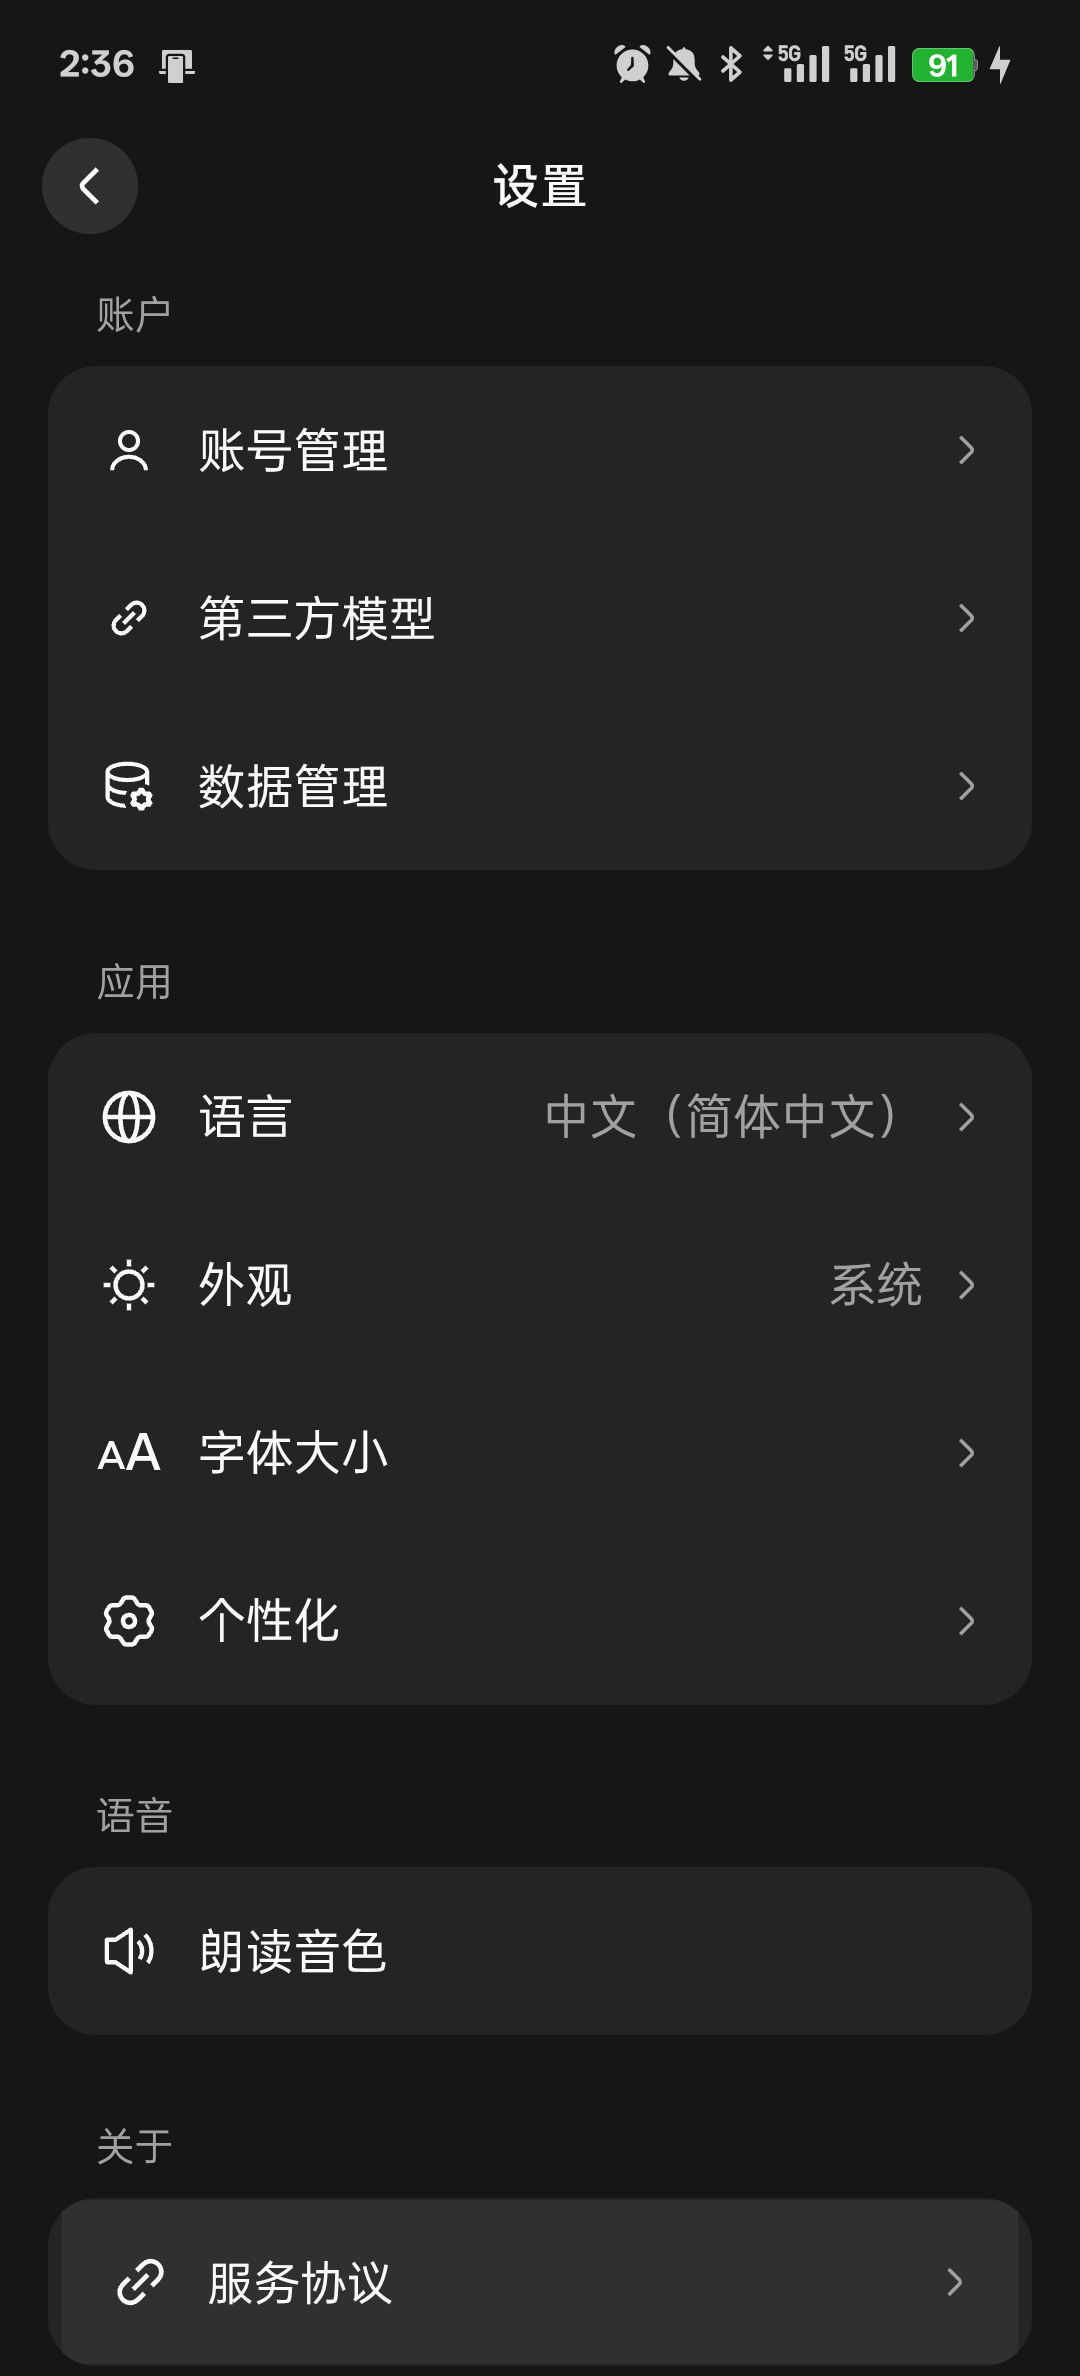 2:36
5G
5G
91
设置
账户
账号管理
第三方模型
数据管理
应用
语言
中文（简体中文）
外观
系统
AA 字体大小
个性化
语音
朗读音色
关于
服务协议